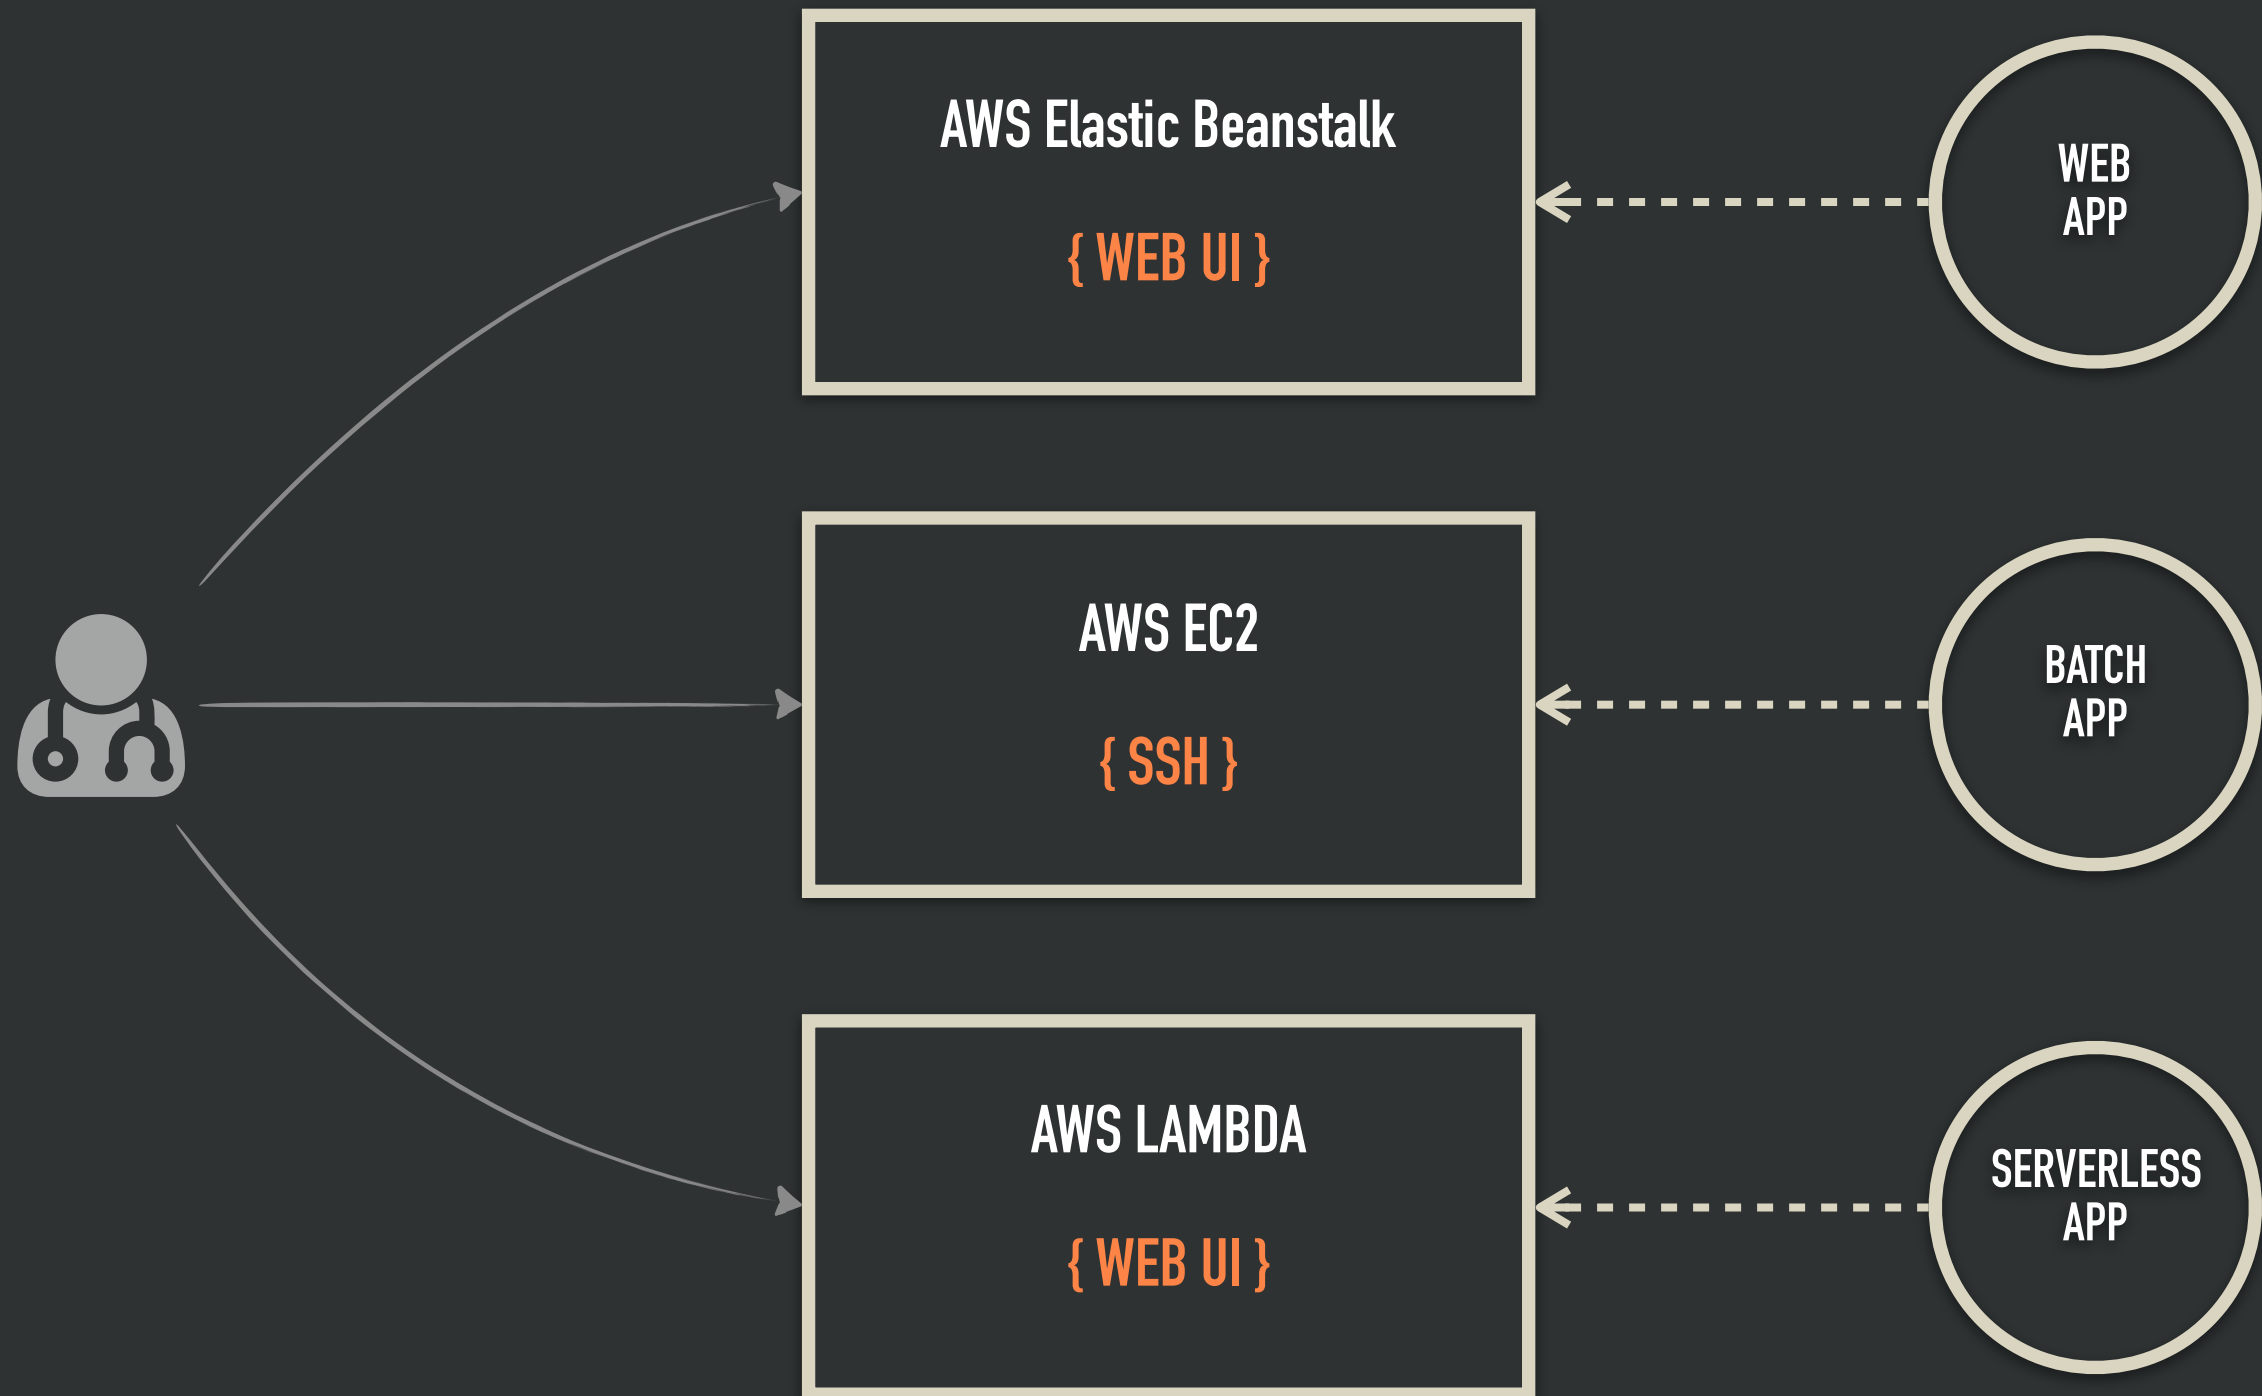 AWS Elastic Beanstalk
{ WEB UI }
WEB
APP
AWS EC2
{ SSH }
BATCH
APP
AWS LAMBDA
{ WEB UI }
SERVERLESS
APP